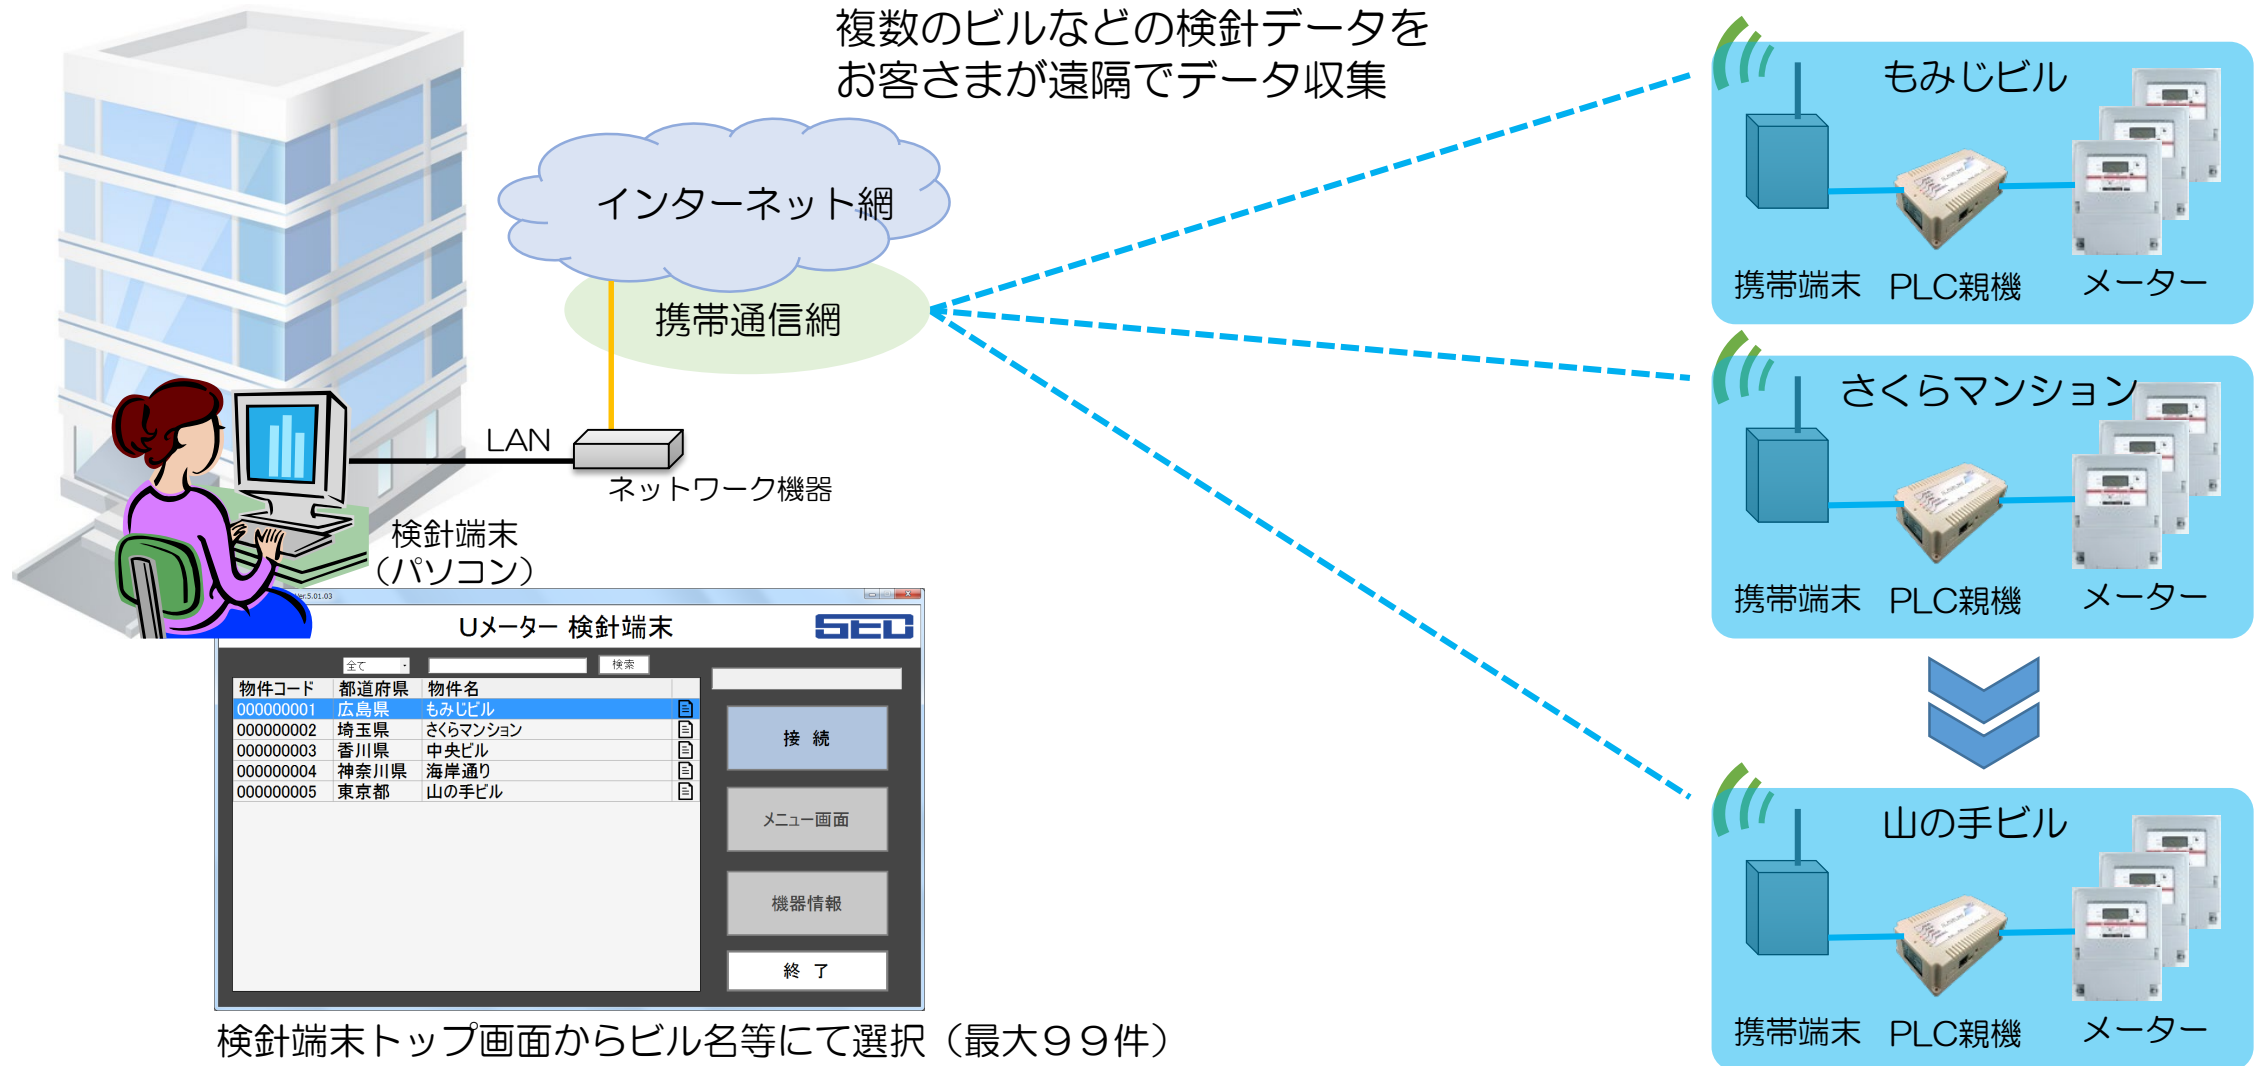 複数のビルなどの検針データを
お客さまが遠隔でデータ収集
インターネット網
携帯通信網
LAN
ネットワーク機器
検針端末
（パソコン）
もみじビル
携帯端末 PLC親機 メーター
さくらマンション
携帯端末 PLC親機 メーター
山の手ビル
携帯端末 PLC親機 メーター
Ver.5.01.03
Uメーター 検針端末
SEC
全て 検索
物件コード 都道府県 物件名
000000001 広島県 もみじビル
000000002 埼玉県 さくらマンション
000000003 香川県 中央ビル
000000004 神奈川県 海岸通り
000000005 東京都 山の手ビル
接 続
メニュー画面
機器情報
終 了
検針端末トップ画面からビル名等にて選択（最大９９件）